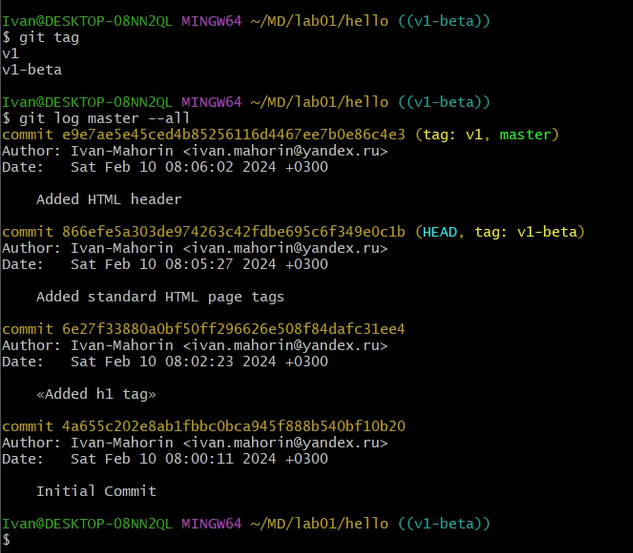 Ivan@DESKTOP-08NN2QL MINGW64 ~/MD/lab01/hello ((v1-beta))
$ git tag
v1
v1-beta
Ivan@DESKTOP-08NN2QL MINGW64 ~/MD/lab01/hello ((v1-beta))
$ git log master --all
commit e9e7ae5e45ced4b85256116d4467ee7b0e86c4e3 (tag: v1, master)
Author: Ivan-Mahorin <ivan.mahorin@yandex.ru>
Date:   Sat Feb 10 08:06:02 2024 +0300
    Added HTML header
commit 866efe5a303de974263c42fdbe695c6f349e0c1b (HEAD, tag: v1-beta)
Author: Ivan-Mahorin <ivan.mahorin@yandex.ru>
Date:   Sat Feb 10 08:05:27 2024 +0300
    Added standard HTML page tags
commit 6e27f33880a0bf50ff296626e508f84dafc31ee4
Author: Ivan-Mahorin <ivan.mahorin@yandex.ru>
Date:   Sat Feb 10 08:02:23 2024 +0300
    «Added h1 tag»
commit 4a655c202e8ab1fbbc0bca945f888b540bf10b20
Author: Ivan-Mahorin <ivan.mahorin@yandex.ru>
Date:   Sat Feb 10 08:00:11 2024 +0300
    Initial Commit
Ivan@DESKTOP-08NN2QL MINGW64 ~/MD/lab01/hello ((v1-beta))
$